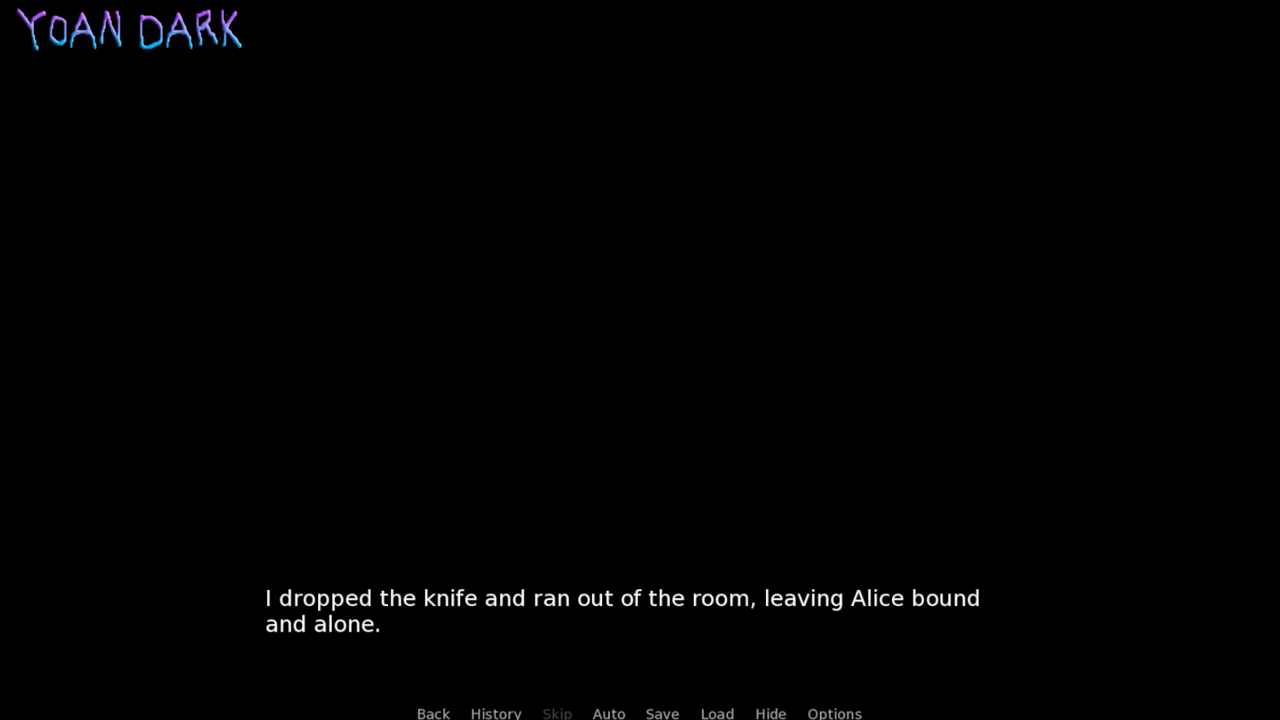 YOAN DARK
I dropped the knife and ran out of the room, leaving Alice bound
and alone.
Back History Skip Auto Save Load Hide Options